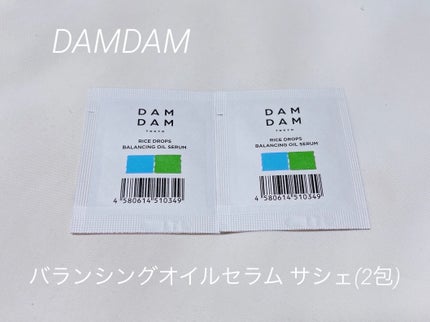 DAMDAM
DAM
DAM
TOKYO
RICE DROPS
BALANCING OIL SERUM
4 580614 510349
DAM
DAM
TOKYO
RICE DROPS
BALANCING OIL SERUM
4 580614 510349
バランシングオイルセラム サシェ(2包)